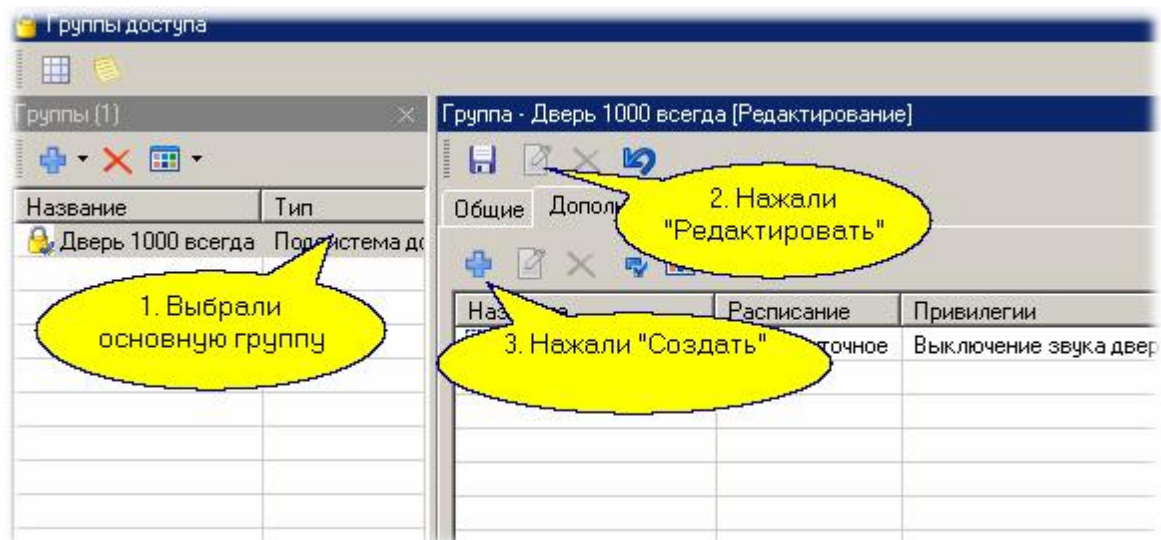 Группы доступа
Группы (1)
Группа - Дверь 1000 всегда [Редактирование]
Название Тип
Общие
2. Нажали
"Редактировать"
Дверь 1000 всегда
1. Выбрали
основную группу
Расписание Привилегии
3. Нажали "Создать"
Выключение звука двер